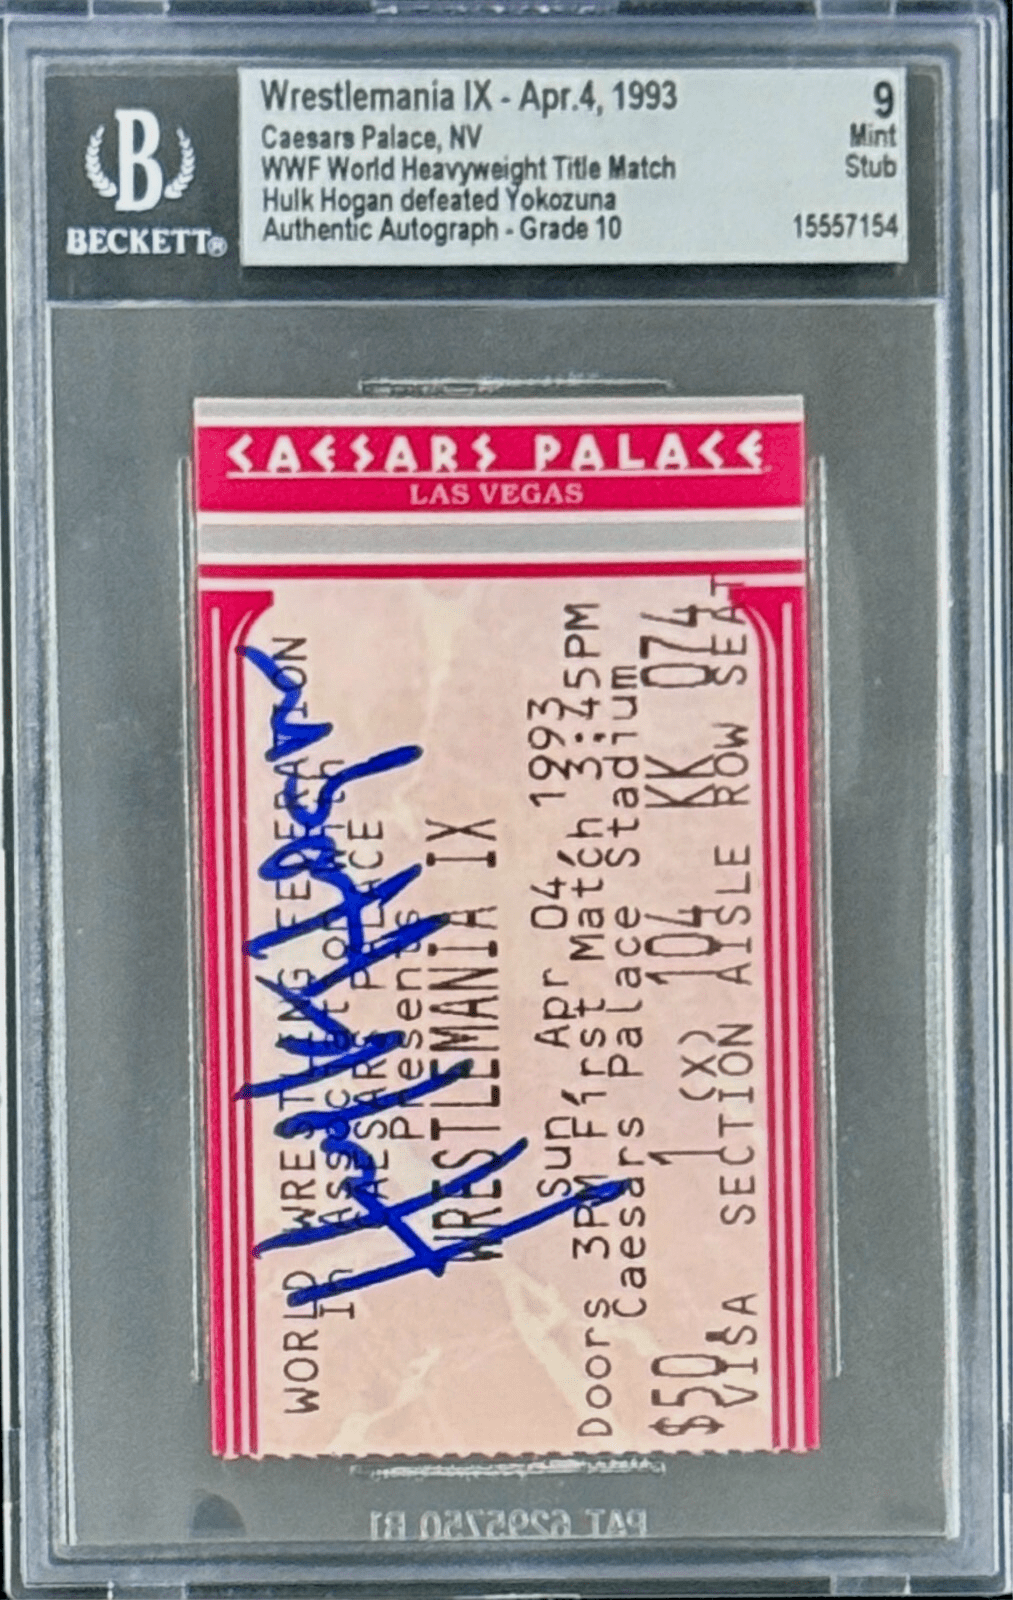 Wrestlemania IX - Apr.4, 1993
9
Caesars Palace, NV
Mint
WWF World Heavyweight Title Match
Stub
Hulk Hogan defeated Yokozuna
Authentic Autograph - Grade 10
15557154
B
BECKETT®
CAESARS PALACE
LAS VEGAS
WORLD WRESTLING FEDERATION
In Association with
CAESARS PALACE
Presents
WRESTLEMANIA IX
Sun, Apr 04, 1993
Doors 3PM First Match 3:45PM
Caesars Palace Stadium
$50 1 (X) 104 KK 074
VISA SECTION AISLE ROW SEAT
Hulk Hogan
PAT 6295750 B1